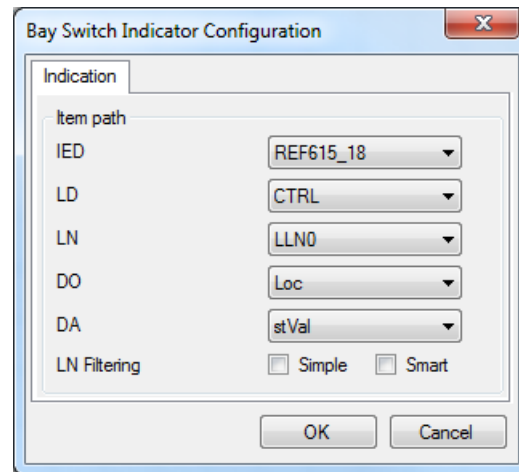 Bay Switch Indicator Configuration
Indication
Item path
IED REF615_18
LD CTRL
LN LLN0
DO Loc
DA stVal
LN Filtering Simple Smart
OK Cancel